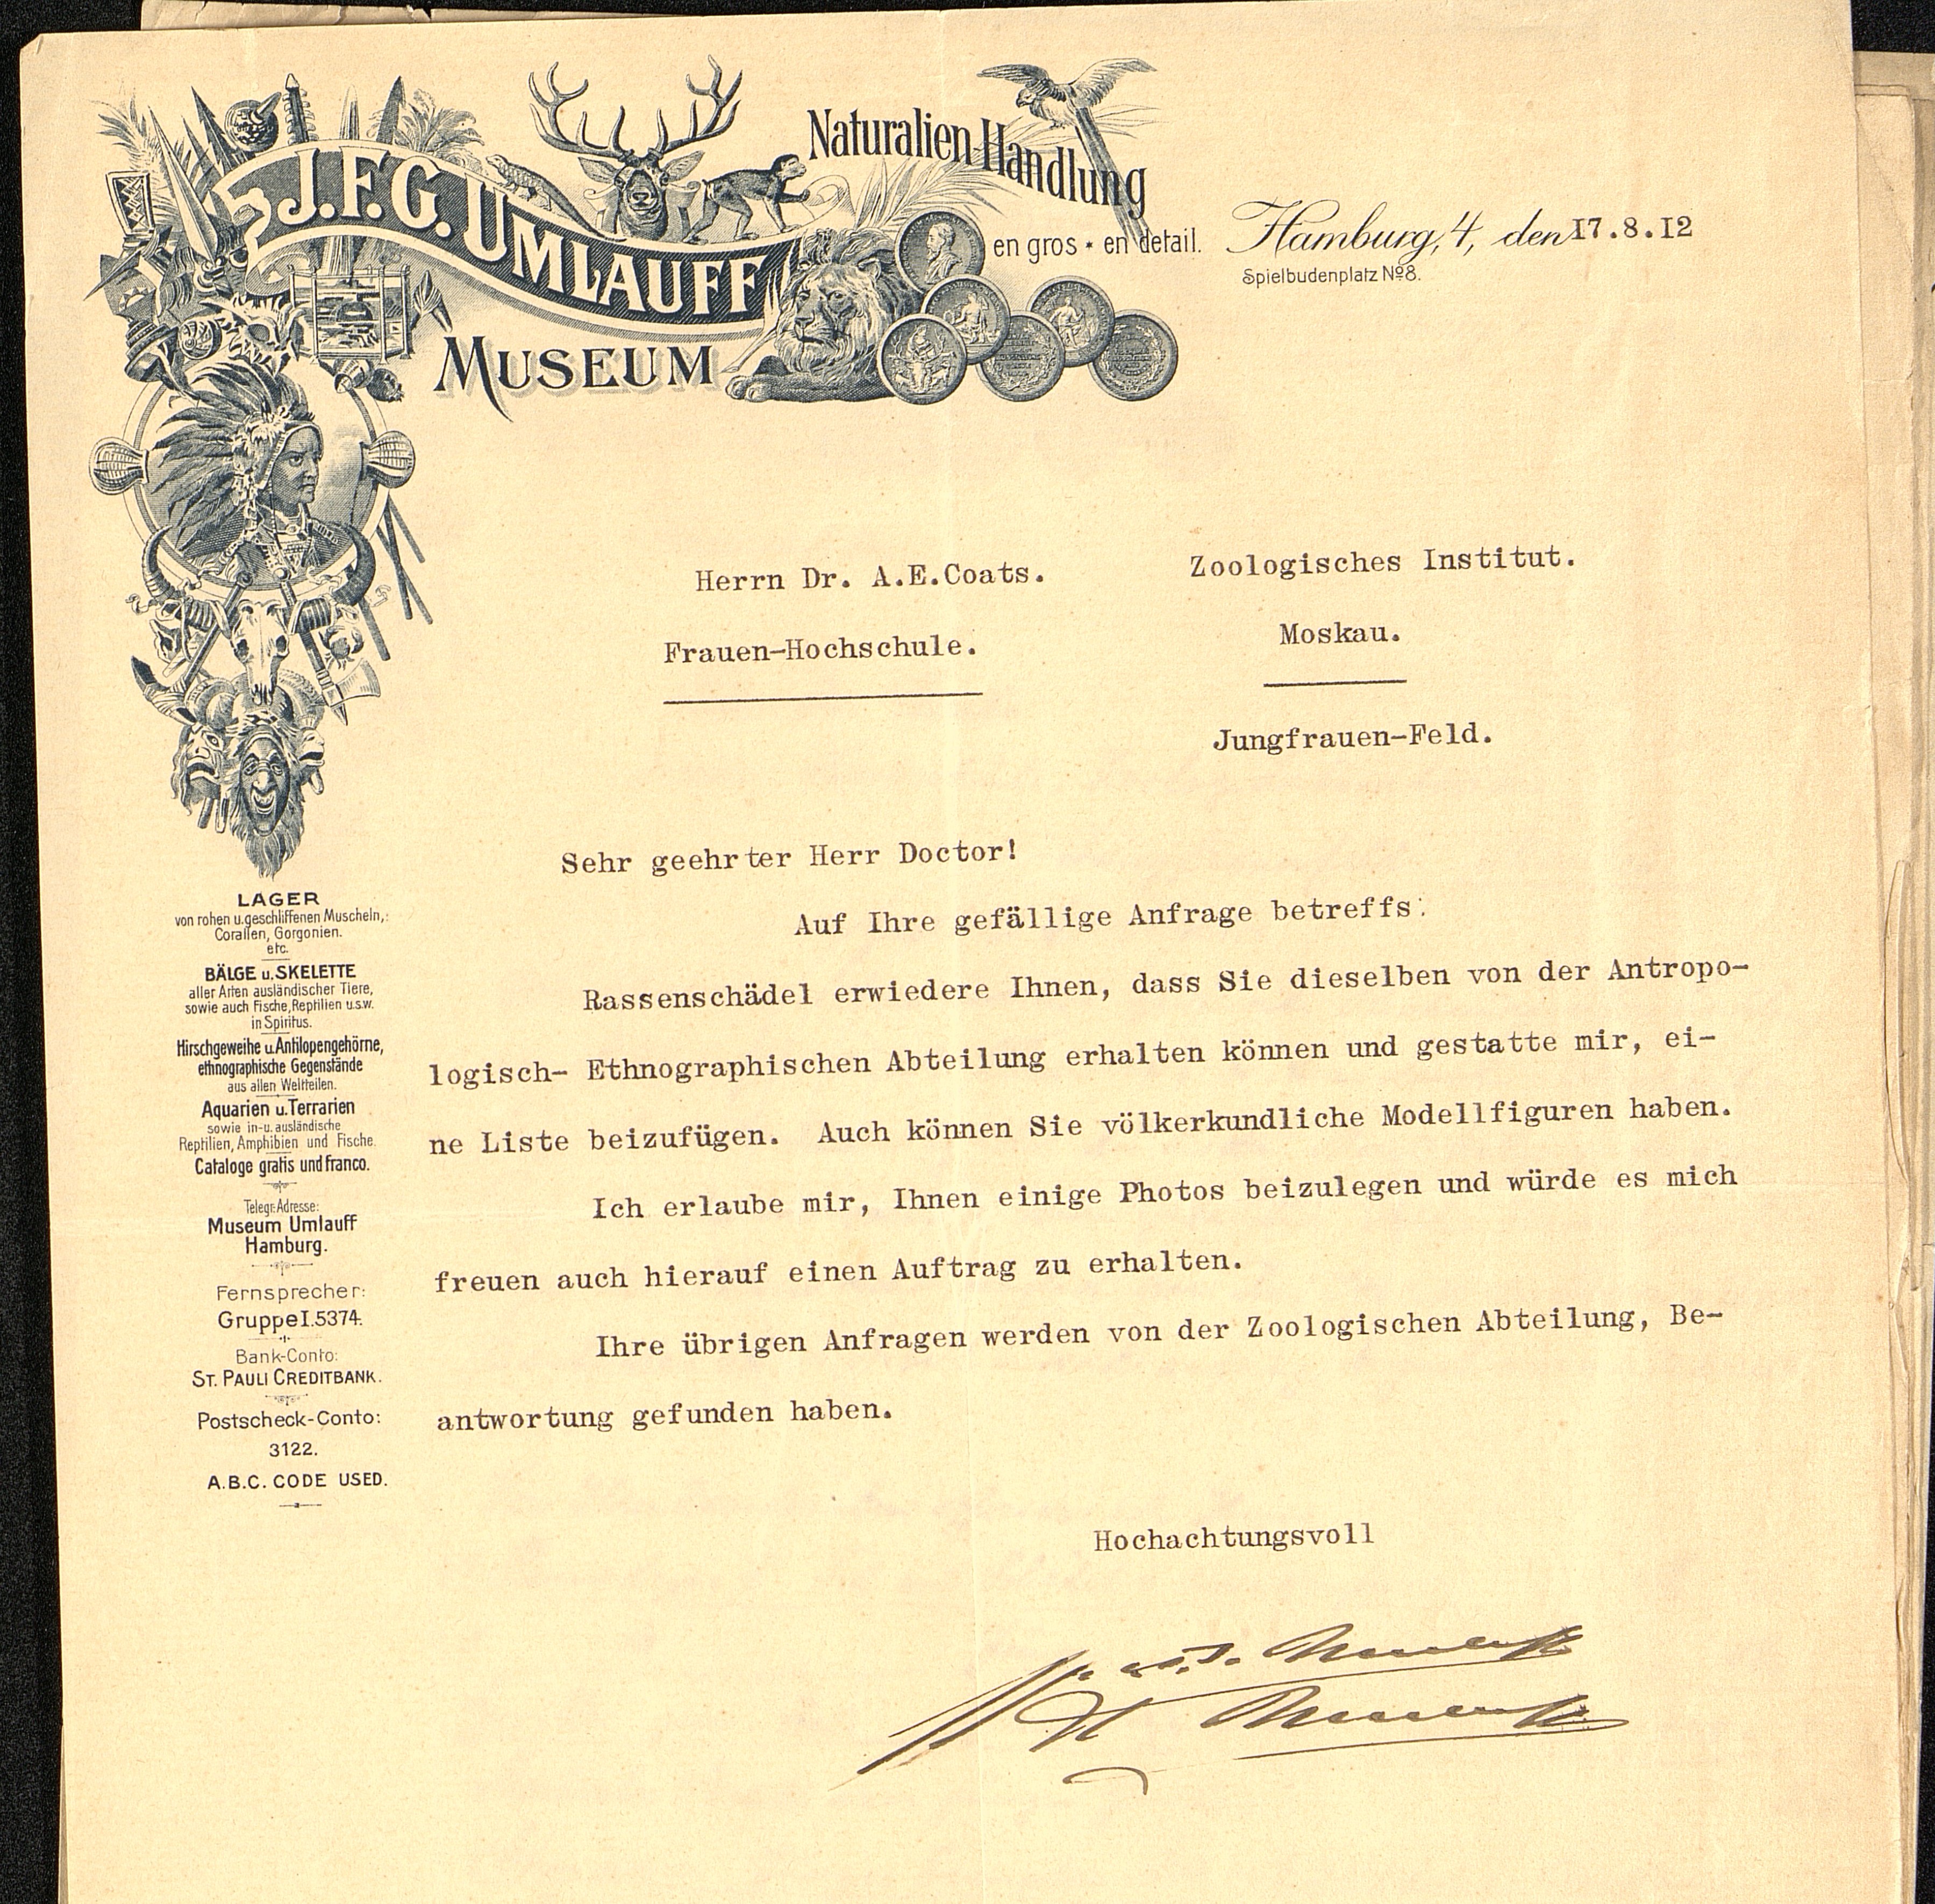 J.F.G. UMLAUFF
MUSEUM
Naturalien-Handlung
en gros * en detail.
Hamburg, 4, den 17.8.12
Spielbudenplatz No 8.
Herrn Dr. A.E.Coats.
Zoologisches Institut.
Frauen-Hochschule.
Moskau.
Jungfrauen-Feld.
Sehr geehrter Herr Doctor!
Auf Ihre gefällige Anfrage betreffs:
Rassenschädel erwiedere Ihnen, dass Sie dieselben von der Antropo-
logisch- Ethnographischen Abteilung erhalten können und gestatte mir, ei-
ne Liste beizufügen. Auch können Sie völkerkundliche Modellfiguren haben.
Ich erlaube mir, Ihnen einige Photos beizulegen und würde es mich
freuen auch hierauf einen Auftrag zu erhalten.
Ihre übrigen Anfragen werden von der Zoologischen Abteilung, Be-
antwortung gefunden haben.
Hochachtungsvoll
Umlauff
Umlauff
LAGER
von rohen u. geschliffenen Muscheln,:
Corallen, Gorgonien.
etc.
BÄLGE u. SKELETTE
aller Arten ausländischer Tiere,
sowie auch Fische, Reptilien u.s.w.
in Spiritus.
Hirschgeweihe u. Antilopengehörne,
ethnographische Gegenstände
aus allen Weltteilen.
Aquarien u. Terrarien
sowie in- u. ausländische
Reptilien, Amphibien und Fische.
Cataloge gratis und franco.
Telegr. Adresse:
Museum Umlauff
Hamburg.
Fernsprecher:
Gruppe I. 5374.
Bank-Conto:
ST. PAULI CREDITBANK.
Postscheck-Conto:
3122.
A.B.C. CODE USED.